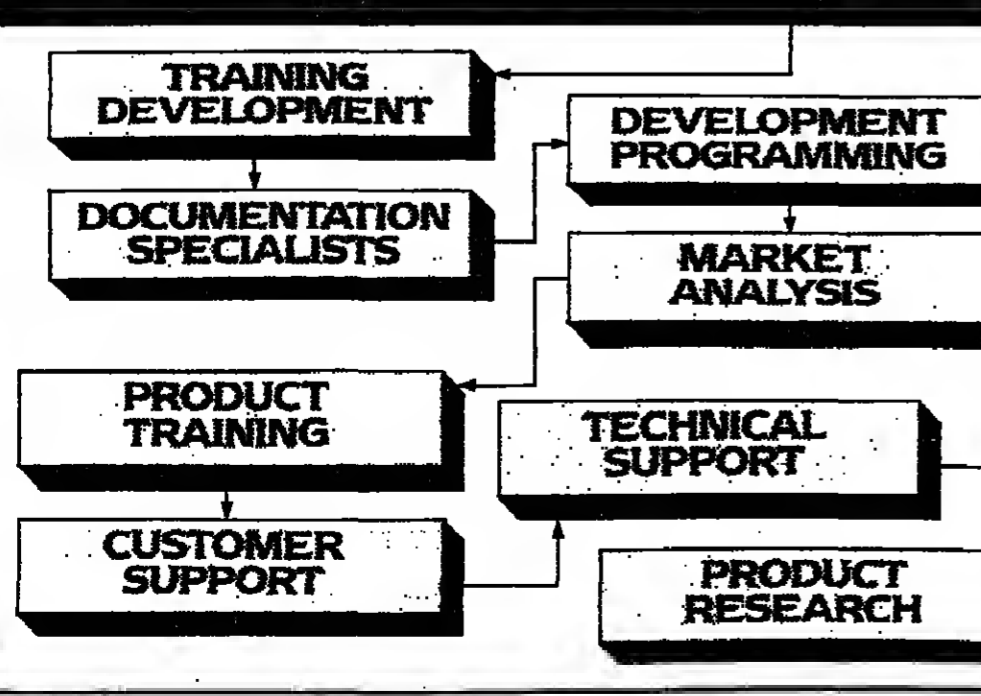 TRAINING
DEVELOPMENT
DEVELOPMENT
PROGRAMMING
DOCUMENTATION
SPECIALISTS
MARKET
ANALYSIS
PRODUCT
TRAINING
TECHNICAL
SUPPORT
CUSTOMER
SUPPORT
PRODUCT
RESEARCH